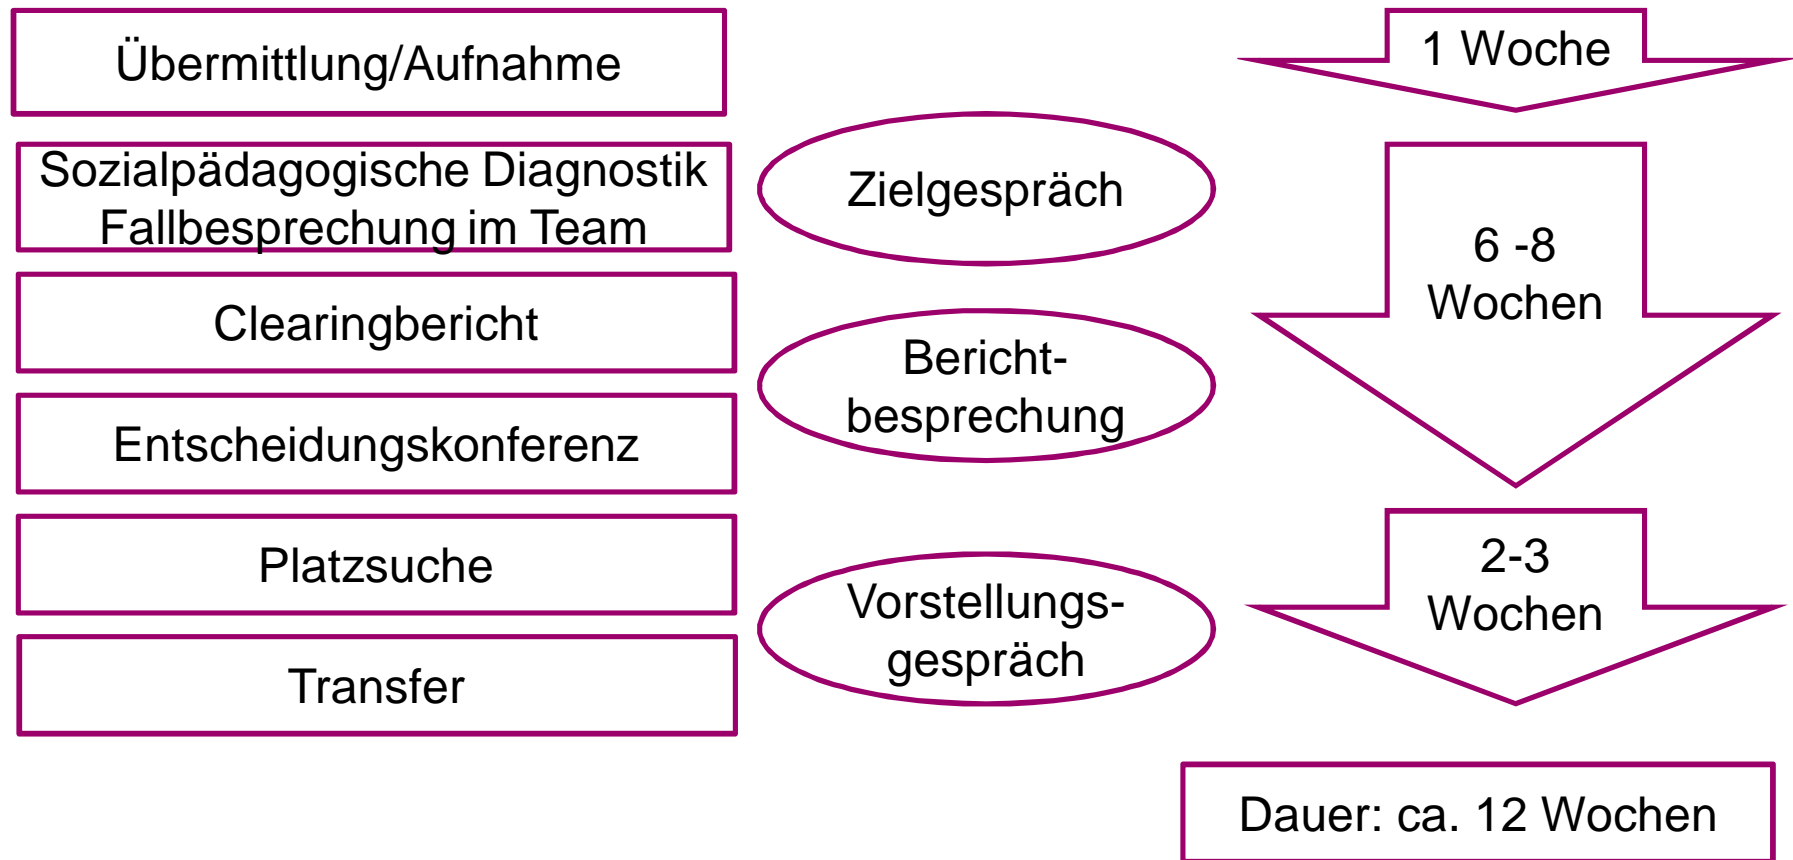 Übermittlung/Aufnahme
Sozialpädagogische Diagnostik
Fallbesprechung im Team
Clearingbericht
Entscheidungskonferenz
Platzsuche
Transfer
Zielgespräch
Bericht-
besprechung
Vorstellungs-
gespräch
1 Woche
6 -8
Wochen
2-3
Wochen
Dauer: ca. 12 Wochen